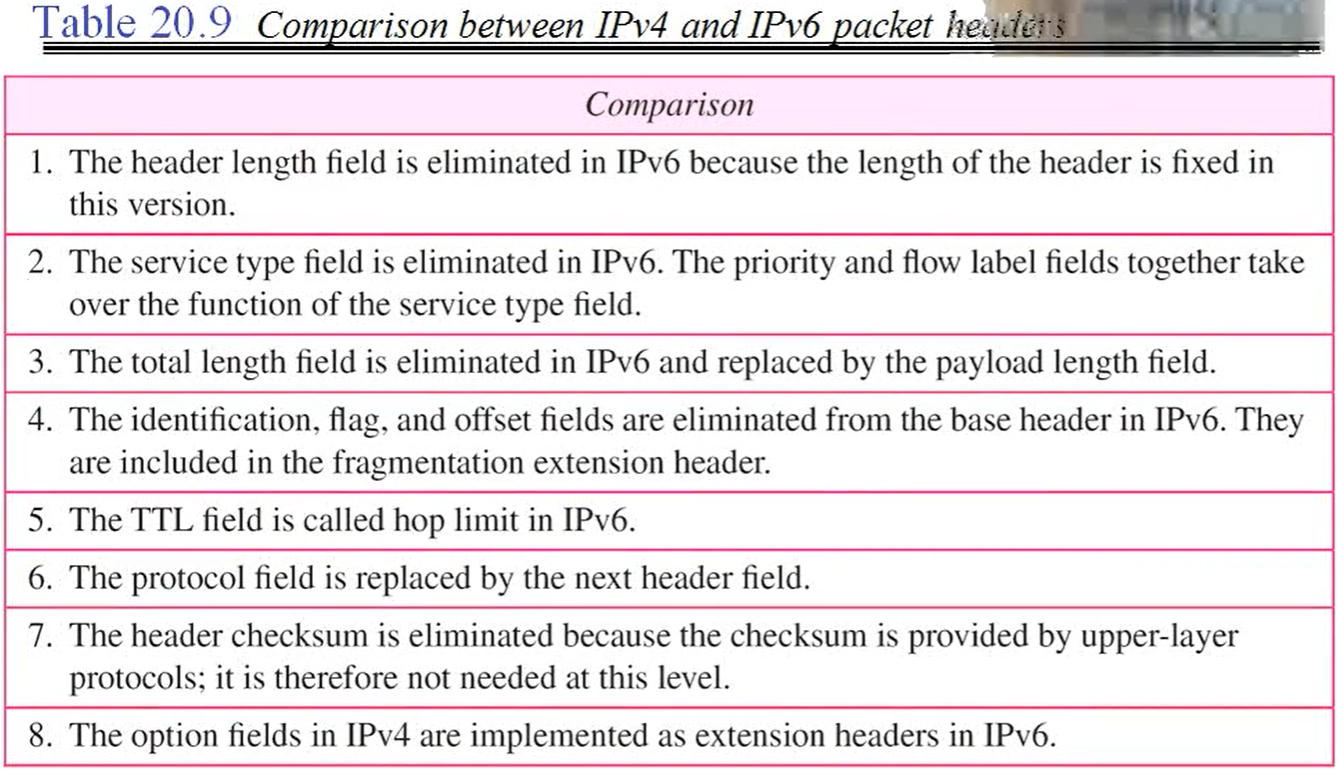 Table 20.9 Comparison between IPv4 and IPv6 packet headers
Comparison
1. The header length field is eliminated in IPv6 because the length of the header is fixed in
this version.
2. The service type field is eliminated in IPv6. The priority and flow label fields together take
over the function of the service type field.
3. The total length field is eliminated in IPv6 and replaced by the payload length field.
4. The identification, flag, and offset fields are eliminated from the base header in IPv6. They
are included in the fragmentation extension header.
5. The TTL field is called hop limit in IPv6.
6. The protocol field is replaced by the next header field.
7. The header checksum is eliminated because the checksum is provided by upper-layer
protocols; it is therefore not needed at this level.
8. The option fields in IPv4 are implemented as extension headers in IPv6.